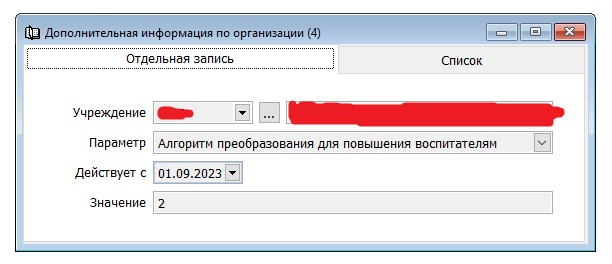 Дополнительная информация по организации (4)
Отдельная запись Список
Учреждение ...
Параметр Алгоритм преобразования для повышения воспитателям
Действует с 01.09.2023
Значение 2